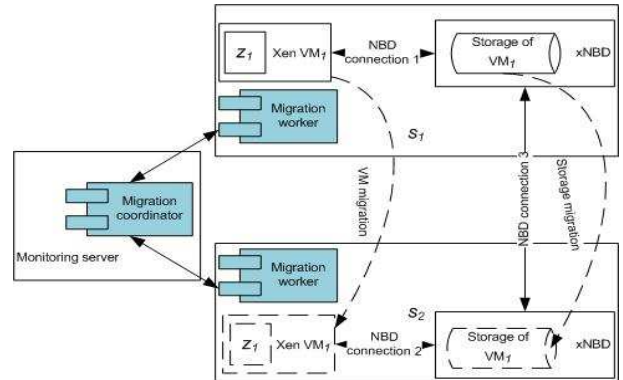 Z1
Xen VM1
NBD
connection 1
Storage of
VM1
xNBD
Migration
worker
S1
Migration
coordinator
Monitoring server
VM migration
NBD connection 3
Storage migration
Migration
worker
S2
Z1
Xen VM1
NBD
connection 2
Storage of
VM1
xNBD